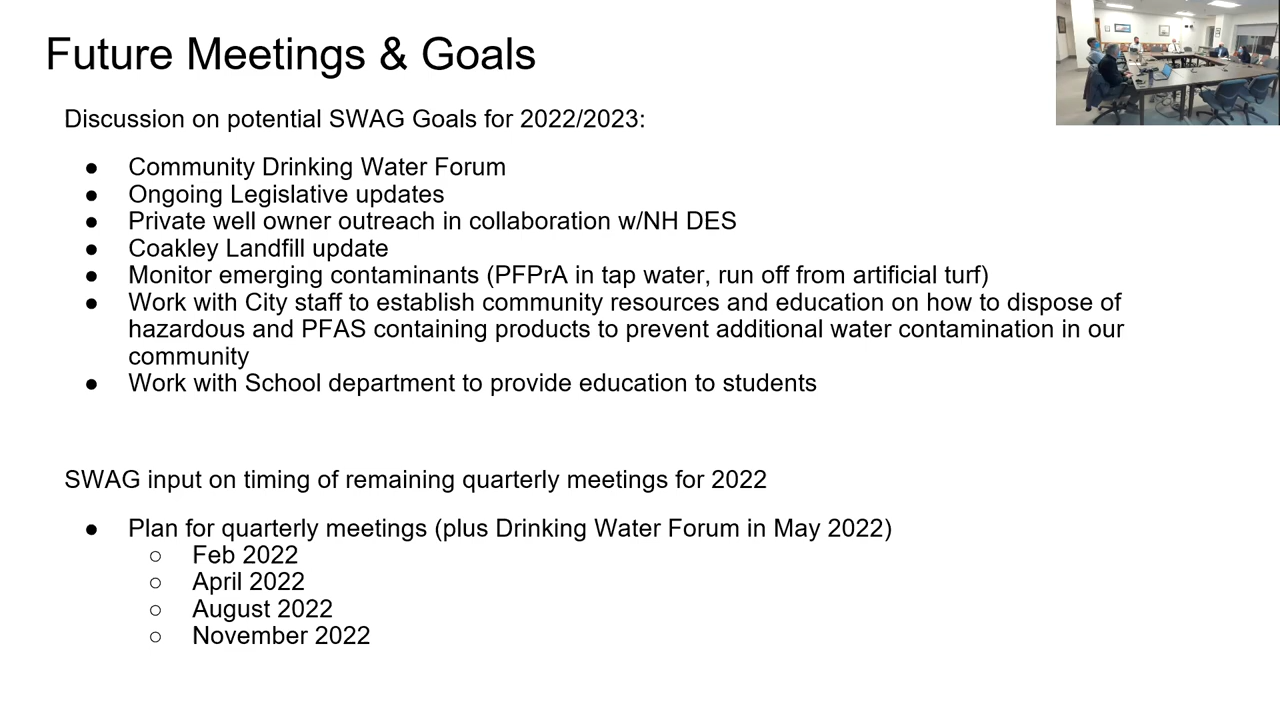 Future Meetings & Goals
Discussion on potential SWAG Goals for 2022/2023:
● Community Drinking Water Forum
● Ongoing Legislative updates
● Private well owner outreach in collaboration w/NH DES
● Coakley Landfill update
● Monitor emerging contaminants (PFPrA in tap water, run off from artificial turf)
● Work with City staff to establish community resources and education on how to dispose of
hazardous and PFAS containing products to prevent additional water contamination in our
community
● Work with School department to provide education to students
SWAG input on timing of remaining quarterly meetings for 2022
● Plan for quarterly meetings (plus Drinking Water Forum in May 2022)
○ Feb 2022
○ April 2022
○ August 2022
○ November 2022